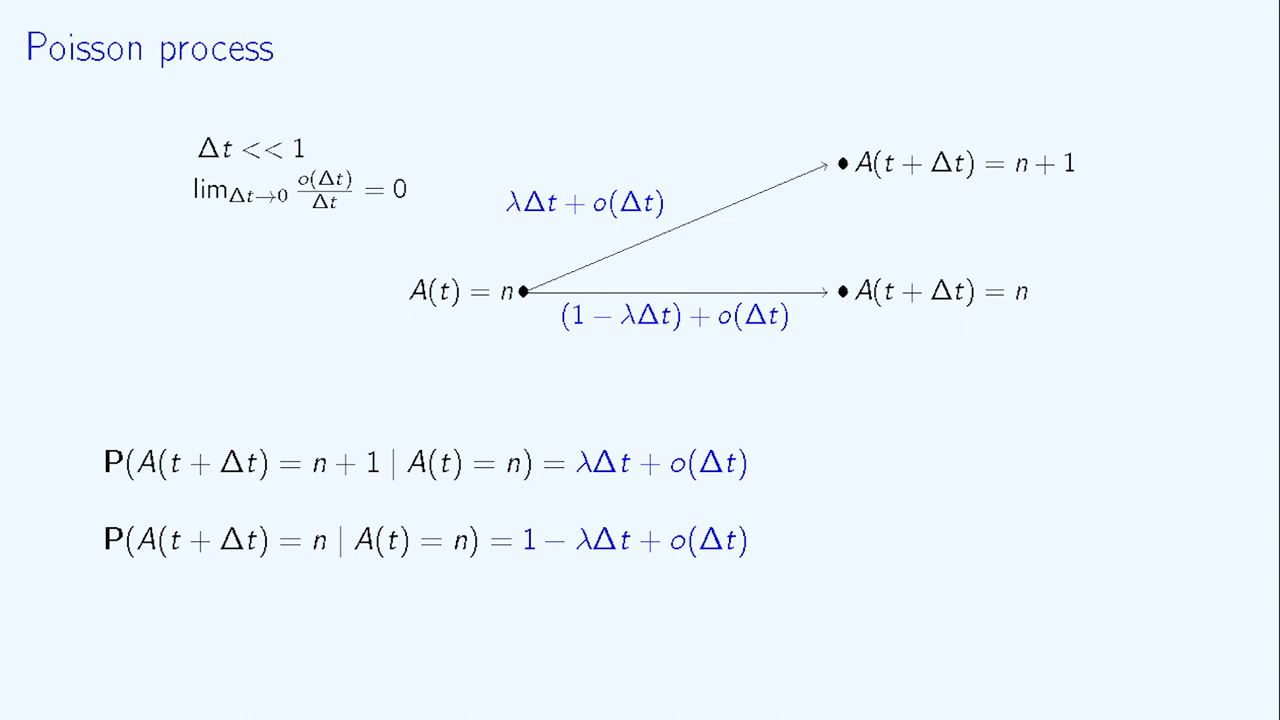 Poisson process
Δt << 1
lim_{Δt→0} o(Δt)/Δt = 0
A(t + Δt) = n + 1
λΔt + o(Δt)
A(t) = n
A(t + Δt) = n
(1 − λΔt) + o(Δt)
P(A(t + Δt) = n + 1 | A(t) = n) = λΔt + o(Δt)
P(A(t + Δt) = n | A(t) = n) = 1 − λΔt + o(Δt)